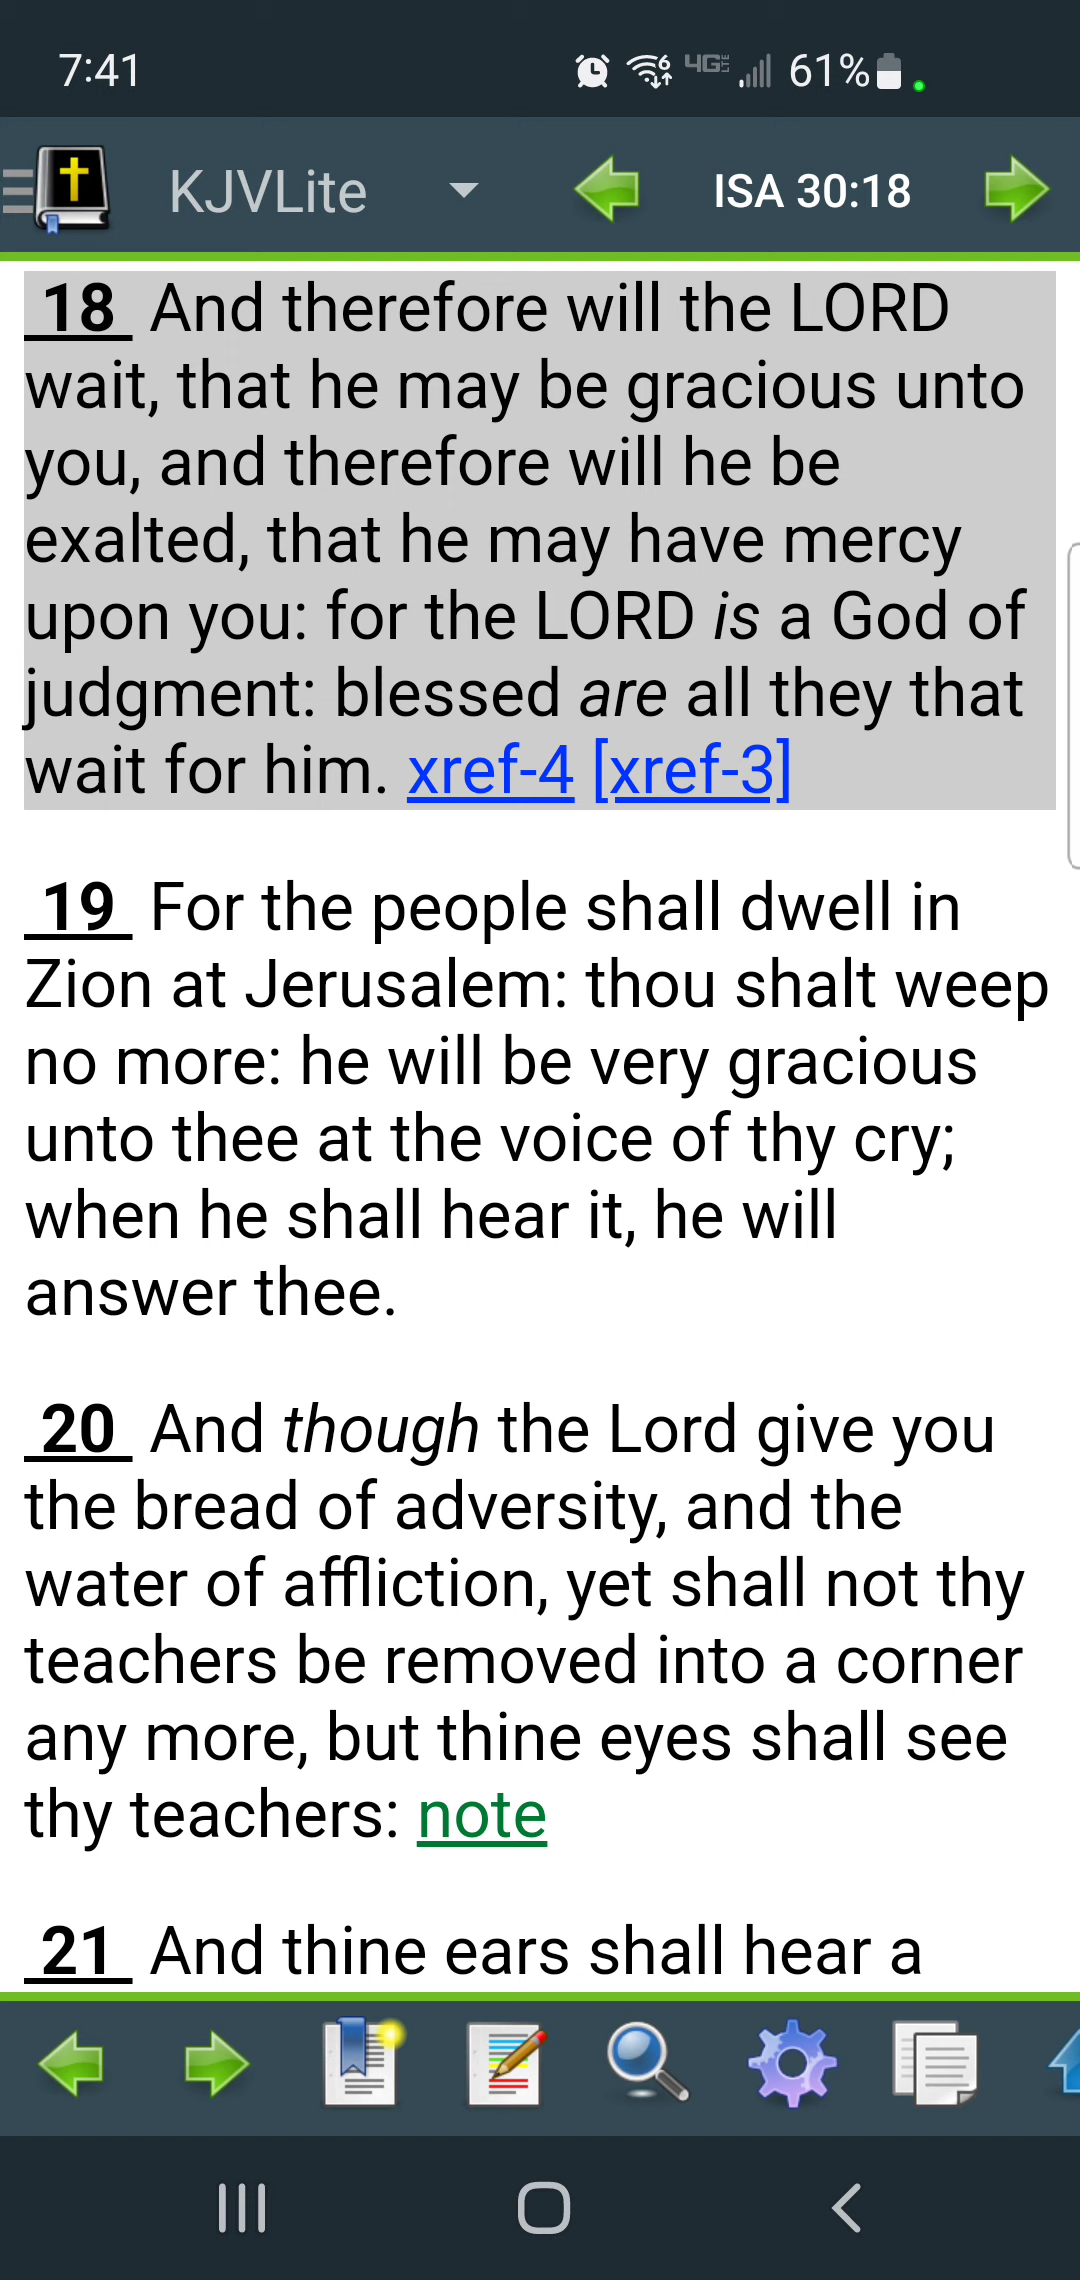 7:41 4G LTE 61%
KJVLite ISA 30:18
18 And therefore will the LORD
wait, that he may be gracious unto
you, and therefore will he be
exalted, that he may have mercy
upon you: for the LORD is a God of
judgment: blessed are all they that
wait for him. xref-4 [xref-3]
19 For the people shall dwell in
Zion at Jerusalem: thou shalt weep
no more: he will be very gracious
unto thee at the voice of thy cry;
when he shall hear it, he will
answer thee.
20 And though the Lord give you
the bread of adversity, and the
water of affliction, yet shall not thy
teachers be removed into a corner
any more, but thine eyes shall see
thy teachers: note
21 And thine ears shall hear a